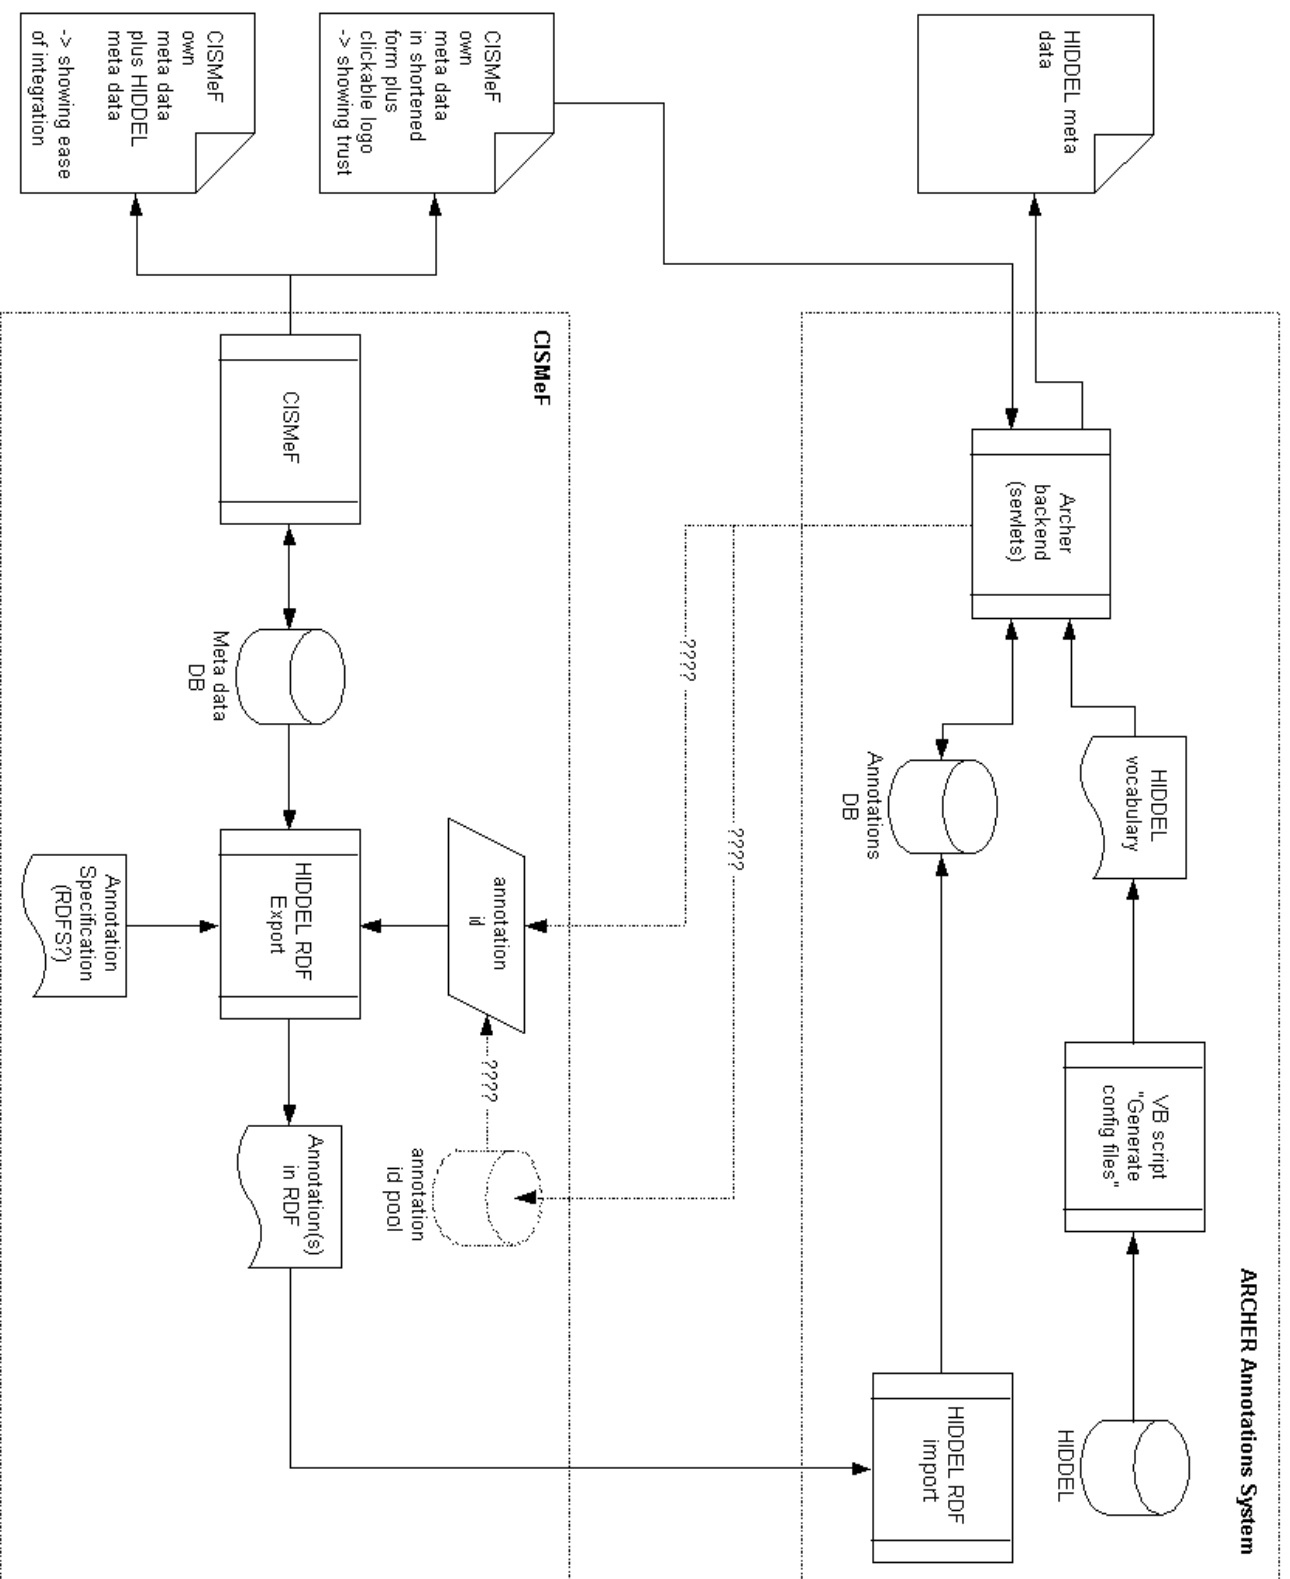 ARCHER Annotations System
HIDDEL meta
data
Archer
backend
(servlets)
HIDDEL
vocabulary
VB script
"Generate
config files"
HIDDEL
Annotations
DB
HIDDEL RDF
import
????
????
CISMeF
own
meta data
in shortened
form plus
clickable logo
-> showing trust
CISMeF
annotation
id
????
annotation
id pool
CISMeF
own
meta data
plus HIDDEL
meta data
-> showing ease
of integration
CISMeF
Meta data
DB
HIDDEL RDF
Export
Annotation(s)
in RDF
Annotation
Specification
(RDFS?)